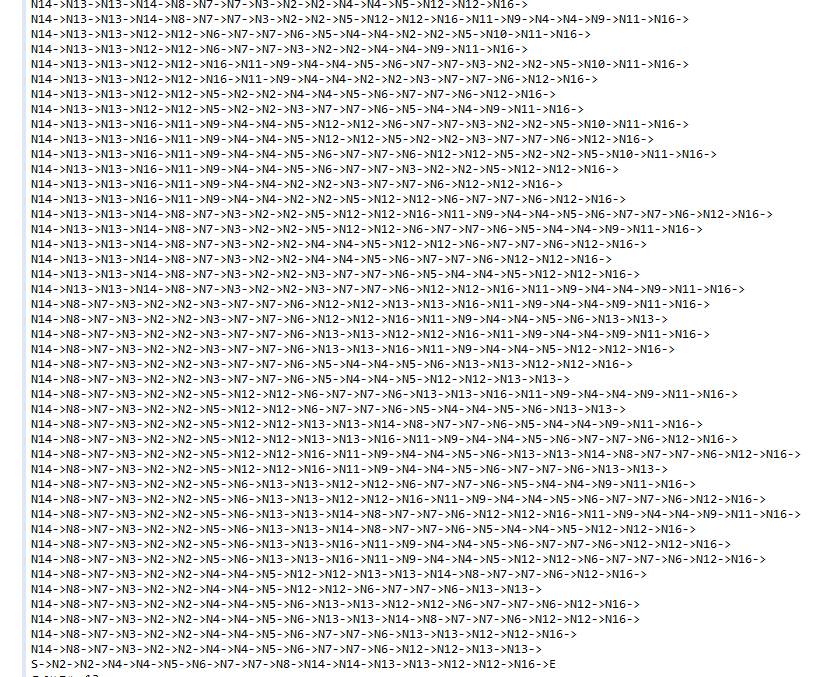 N14->N13->N13->N14->N8->N7->N7->N3->N2->N2->N4->N4->N5->N12->N12->N16->
N14->N13->N13->N14->N8->N7->N7->N3->N2->N2->N5->N12->N12->N16->N11->N9->N4->N4->N9->N11->N16->
N14->N13->N13->N12->N12->N6->N7->N7->N6->N5->N4->N4->N2->N2->N5->N10->N11->N16->
N14->N13->N13->N12->N12->N6->N7->N7->N3->N2->N2->N4->N4->N9->N11->N16->
N14->N13->N13->N12->N12->N16->N11->N9->N4->N4->N5->N6->N7->N7->N3->N2->N2->N5->N10->N11->N16->
N14->N13->N13->N12->N12->N16->N11->N9->N4->N4->N2->N2->N3->N7->N7->N6->N12->N16->
N14->N13->N13->N12->N12->N5->N2->N2->N4->N4->N5->N6->N7->N7->N6->N12->N16->
N14->N13->N13->N12->N12->N5->N2->N2->N3->N7->N7->N6->N5->N4->N4->N9->N11->N16->
N14->N13->N13->N16->N11->N9->N4->N4->N5->N12->N12->N6->N7->N7->N3->N2->N2->N5->N10->N11->N16->
N14->N13->N13->N16->N11->N9->N4->N4->N5->N12->N12->N5->N2->N2->N3->N7->N7->N6->N12->N16->
N14->N13->N13->N16->N11->N9->N4->N4->N5->N6->N7->N7->N6->N12->N12->N5->N2->N2->N5->N10->N11->N16->
N14->N13->N13->N16->N11->N9->N4->N4->N5->N6->N7->N7->N3->N2->N2->N5->N12->N12->N16->
N14->N13->N13->N16->N11->N9->N4->N4->N2->N2->N3->N7->N7->N6->N12->N12->N16->
N14->N13->N13->N16->N11->N9->N4->N4->N2->N2->N5->N12->N12->N6->N7->N7->N6->N12->N16->
N14->N13->N13->N14->N8->N7->N3->N2->N2->N5->N12->N12->N16->N11->N9->N4->N4->N5->N6->N7->N7->N6->N12->N16->
N14->N13->N13->N14->N8->N7->N3->N2->N2->N5->N12->N12->N6->N7->N7->N6->N5->N4->N4->N9->N11->N16->
N14->N13->N13->N14->N8->N7->N3->N2->N2->N4->N4->N5->N12->N12->N6->N7->N7->N6->N12->N16->
N14->N13->N13->N14->N8->N7->N3->N2->N2->N4->N4->N5->N6->N7->N7->N6->N12->N12->N16->
N14->N13->N13->N14->N8->N7->N3->N2->N2->N3->N7->N7->N6->N5->N4->N4->N5->N12->N12->N16->
N14->N13->N13->N14->N8->N7->N3->N2->N2->N3->N7->N7->N6->N12->N12->N16->N11->N9->N4->N4->N9->N11->N16->
N14->N8->N7->N3->N2->N2->N3->N7->N7->N6->N12->N12->N13->N13->N16->N11->N9->N4->N4->N9->N11->N16->
N14->N8->N7->N3->N2->N2->N3->N7->N7->N6->N12->N12->N16->N11->N9->N4->N4->N5->N6->N13->N13->
N14->N8->N7->N3->N2->N2->N3->N7->N7->N6->N13->N13->N12->N12->N16->N11->N9->N4->N4->N9->N11->N16->
N14->N8->N7->N3->N2->N2->N3->N7->N7->N6->N13->N13->N16->N11->N9->N4->N4->N5->N12->N12->N16->
N14->N8->N7->N3->N2->N2->N3->N7->N7->N6->N5->N4->N4->N5->N6->N13->N13->N12->N12->N16->
N14->N8->N7->N3->N2->N2->N3->N7->N7->N6->N5->N4->N4->N5->N12->N12->N13->N13->
N14->N8->N7->N3->N2->N2->N5->N12->N12->N6->N7->N7->N6->N13->N13->N16->N11->N9->N4->N4->N9->N11->N16->
N14->N8->N7->N3->N2->N2->N5->N12->N12->N6->N7->N7->N6->N5->N4->N4->N5->N6->N13->N13->
N14->N8->N7->N3->N2->N2->N5->N12->N12->N13->N13->N14->N8->N7->N7->N6->N5->N4->N4->N9->N11->N16->
N14->N8->N7->N3->N2->N2->N5->N12->N12->N13->N13->N16->N11->N9->N4->N4->N5->N6->N7->N7->N6->N12->N16->
N14->N8->N7->N3->N2->N2->N5->N12->N12->N16->N11->N9->N4->N4->N5->N6->N13->N13->N14->N8->N7->N7->N6->N12->N16->
N14->N8->N7->N3->N2->N2->N5->N12->N12->N16->N11->N9->N4->N4->N5->N6->N7->N7->N6->N13->N13->
N14->N8->N7->N3->N2->N2->N5->N6->N13->N13->N12->N12->N6->N7->N7->N6->N5->N4->N4->N9->N11->N16->
N14->N8->N7->N3->N2->N2->N5->N6->N13->N13->N12->N12->N16->N11->N9->N4->N4->N5->N6->N7->N7->N6->N12->N16->
N14->N8->N7->N3->N2->N2->N5->N6->N13->N13->N14->N8->N7->N7->N6->N12->N12->N16->N11->N9->N4->N4->N9->N11->N16->
N14->N8->N7->N3->N2->N2->N5->N6->N13->N13->N14->N8->N7->N7->N6->N5->N4->N4->N5->N12->N12->N16->
N14->N8->N7->N3->N2->N2->N5->N6->N13->N13->N16->N11->N9->N4->N4->N5->N6->N7->N7->N6->N12->N12->N16->
N14->N8->N7->N3->N2->N2->N5->N6->N13->N13->N16->N11->N9->N4->N4->N5->N12->N12->N6->N7->N7->N6->N12->N16->
N14->N8->N7->N3->N2->N2->N4->N4->N5->N12->N12->N13->N13->N14->N8->N7->N7->N6->N12->N16->
N14->N8->N7->N3->N2->N2->N4->N4->N5->N12->N12->N6->N7->N7->N6->N13->N13->
N14->N8->N7->N3->N2->N2->N4->N4->N5->N6->N13->N13->N12->N12->N6->N7->N7->N6->N12->N16->
N14->N8->N7->N3->N2->N2->N4->N4->N5->N6->N13->N13->N14->N8->N7->N7->N6->N12->N12->N16->
N14->N8->N7->N3->N2->N2->N4->N4->N5->N6->N7->N7->N6->N13->N13->N12->N12->N16->
N14->N8->N7->N3->N2->N2->N4->N4->N5->N6->N7->N7->N6->N12->N12->N13->N13->
S->N2->N2->N4->N4->N5->N6->N7->N7->N8->N14->N14->N13->N13->N12->N12->N16->E